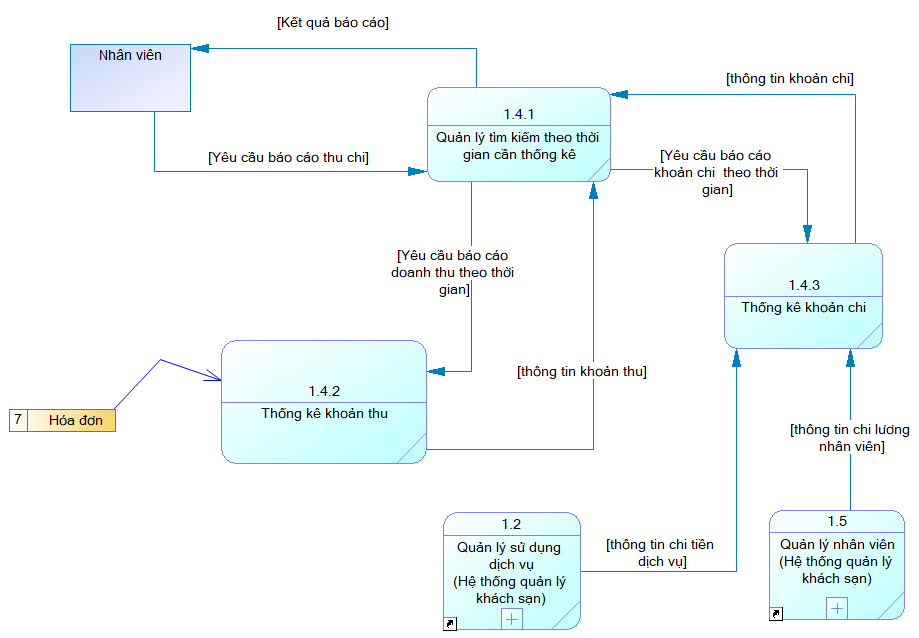 [Kết quả báo cáo]
Nhân viên
[thông tin khoản chi]
1.4.1
Quản lý tìm kiếm theo thời
gian cần thống kê
[Yêu cầu báo cáo thu chi]
[Yêu cầu báo cáo
khoản chi  theo thời
gian]
[Yêu cầu báo cáo
doanh thu theo thời
gian]
1.4.3
Thống kê khoản chi
1.4.2
Thống kê khoản thu
[thông tin khoản thu]
7 Hóa đơn
[thông tin chi lương
nhân viên]
1.2
Quản lý sử dụng
dịch vụ
(Hệ thống quản lý
khách sạn)
[thông tin chi tiền
dịch vụ]
1.5
Quản lý nhân viên
(Hệ thống quản lý
khách sạn)